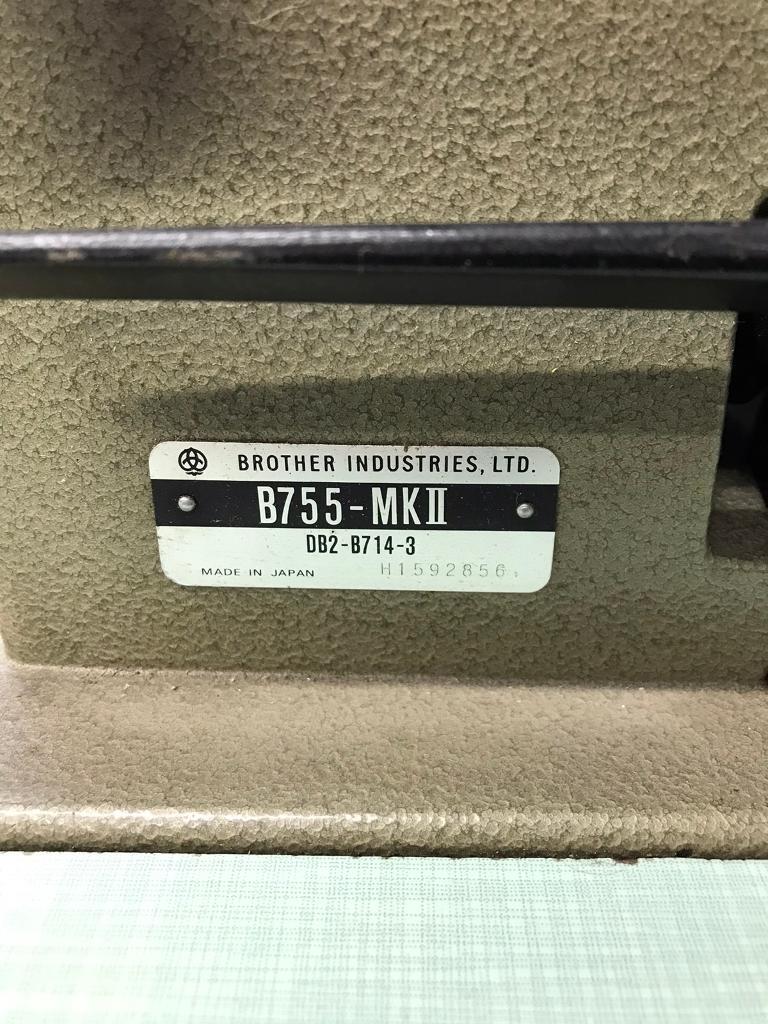 BROTHER INDUSTRIES, LTD.
B755-MKII
DB2-B714-3
MADE IN JAPAN H1592856